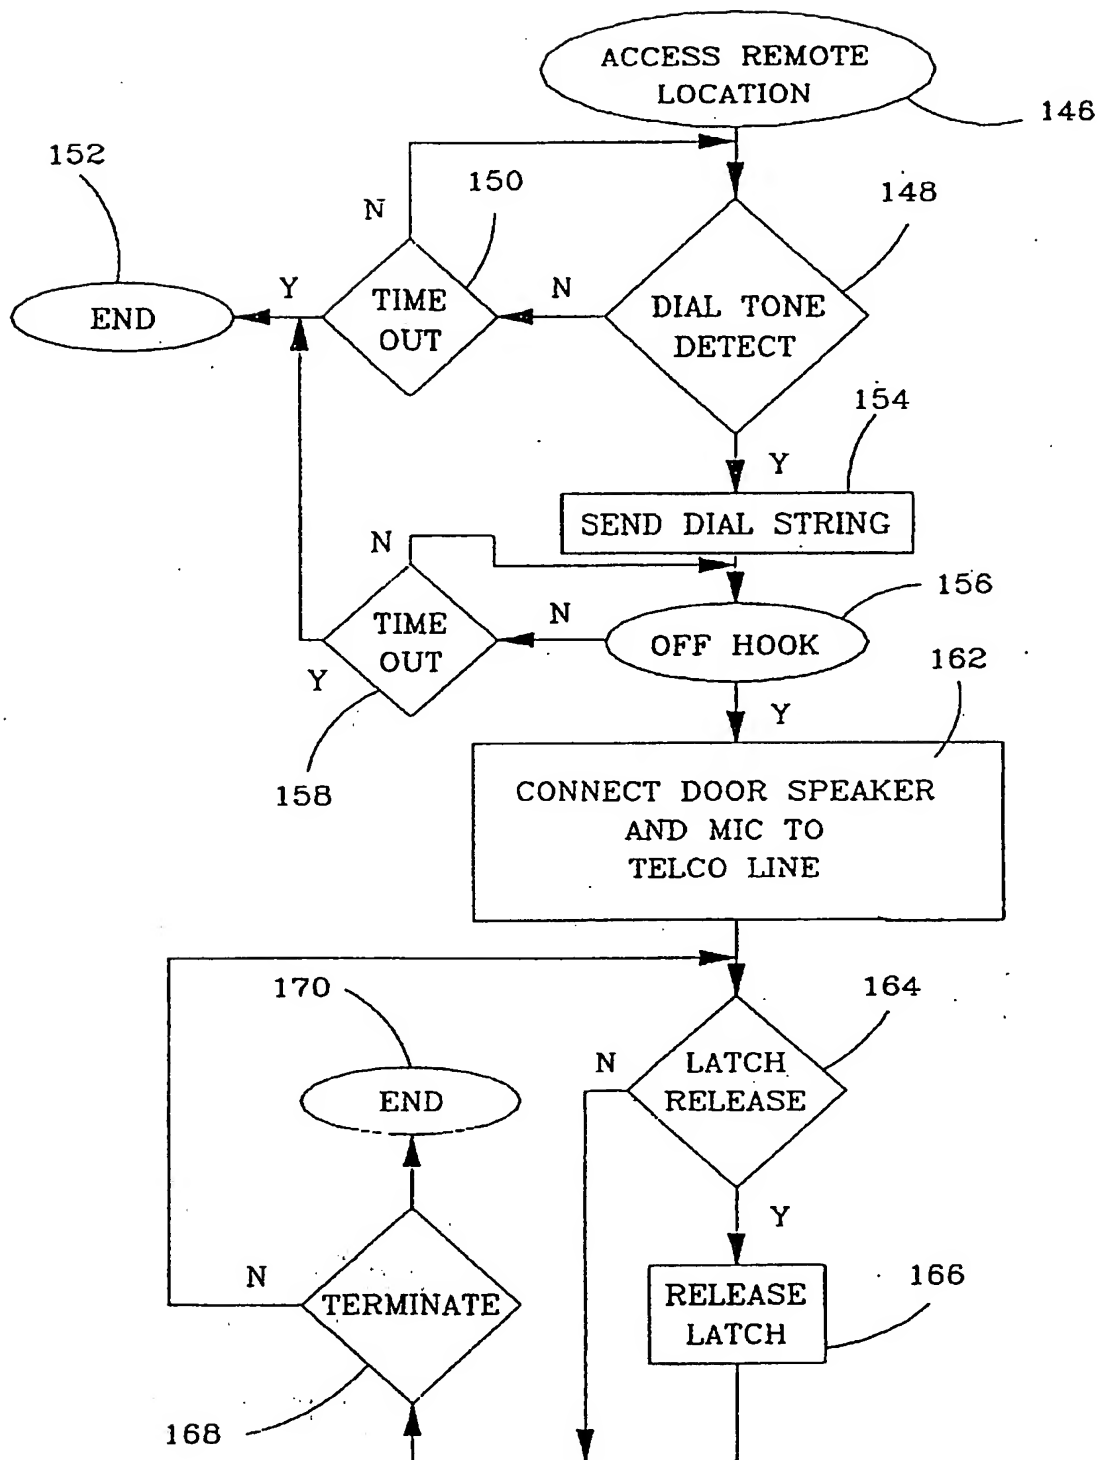 ACCESS REMOTE
LOCATION
146
152
150
148
N
END
Y
TIME
OUT
N
DIAL TONE
DETECT
154
Y
SEND DIAL STRING
N
156
TIME
OUT
N
OFF HOOK
Y
162
Y
158
CONNECT DOOR SPEAKER
AND MIC TO
TELCO LINE
170
164
N
LATCH
RELEASE
END
Y
N
TERMINATE
166
RELEASE
LATCH
168